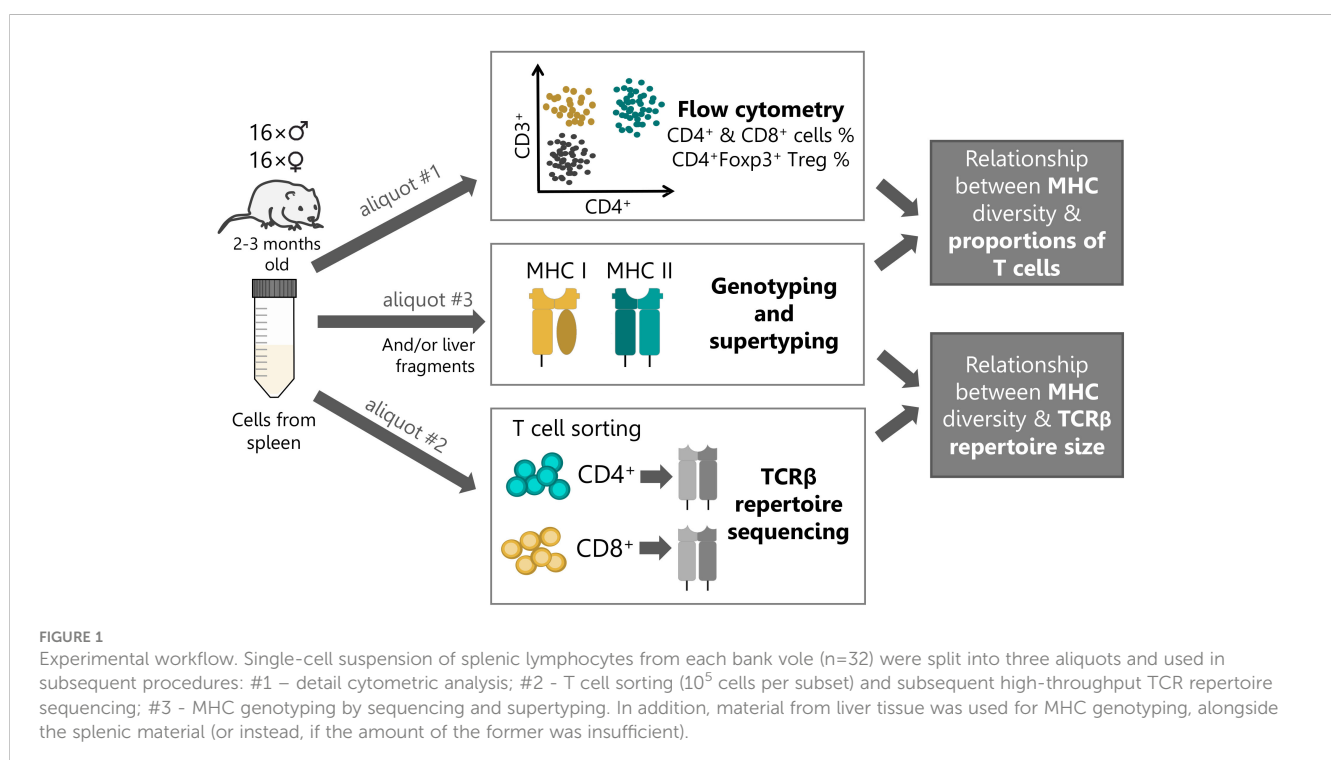 16×♂
16×♀
2-3 months
old
Cells from
spleen
aliquot #1
aliquot #3
And/or liver
fragments
aliquot #2
CD3⁺
CD4⁺
Flow cytometry
CD4⁺ & CD8⁺ cells %
CD4⁺Foxp3⁺ Treg %
MHC I
MHC II
Genotyping
and
supertyping
T cell sorting
CD4⁺
CD8⁺
TCRβ
repertoire
sequencing
Relationship
between MHC
diversity &
proportions of
T cells
Relationship
between MHC
diversity & TCRβ
repertoire size
FIGURE 1
Experimental workflow. Single-cell suspension of splenic lymphocytes from each bank vole (n=32) were split into three aliquots and used in
subsequent procedures: #1 – detail cytometric analysis; #2 - T cell sorting (10⁵ cells per subset) and subsequent high-throughput TCR repertoire
sequencing; #3 - MHC genotyping by sequencing and supertyping. In addition, material from liver tissue was used for MHC genotyping, alongside
the splenic material (or instead, if the amount of the former was insufficient).